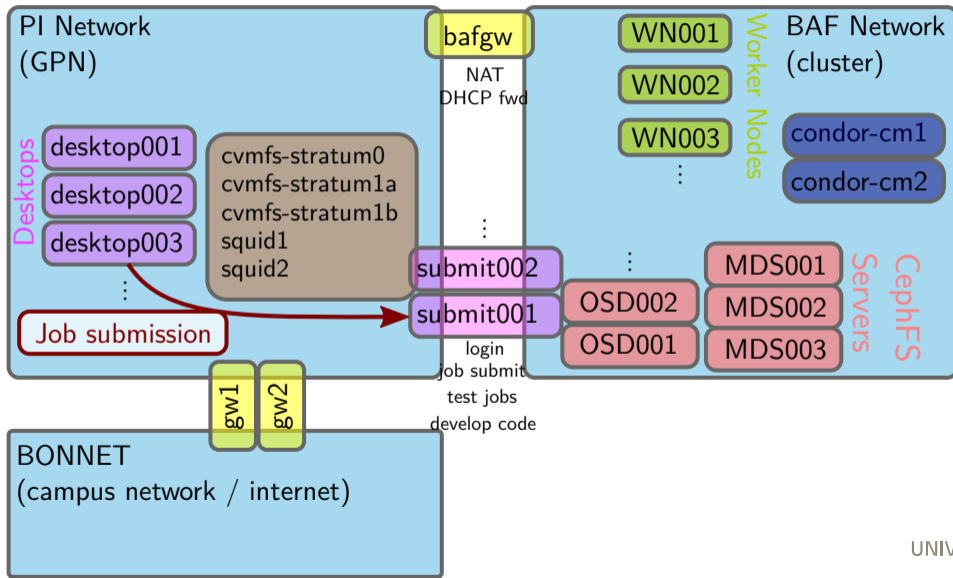 PI Network
(GPN)
bafgw
NAT
DHCP fwd
BAF Network
(cluster)
WN001
WN002
WN003
⋮
Worker Nodes
condor-cm1
condor-cm2
Desktops
desktop001
desktop002
desktop003
⋮
cvmfs-stratum0
cvmfs-stratum1a
cvmfs-stratum1b
squid1
squid2
Job submission
⋮
submit002
submit001
login
job submit
test jobs
develop code
⋮
OSD002
OSD001
MDS001
MDS002
MDS003
CephFS
Servers
gw1
gw2
BONNET
(campus network / internet)
UNIV